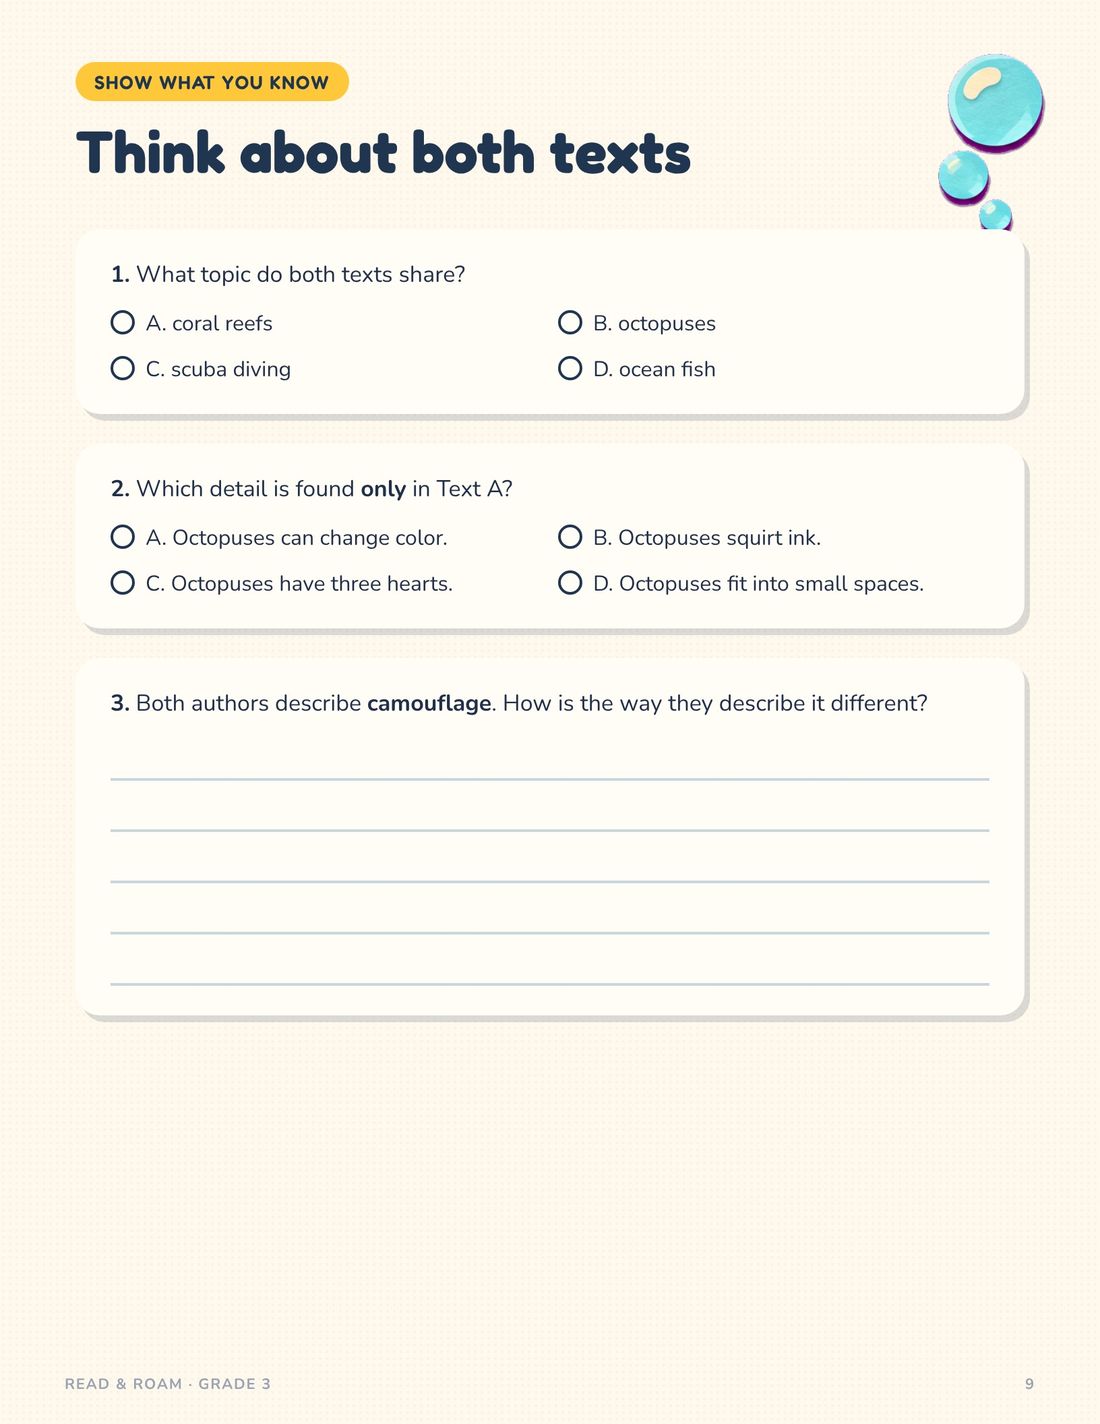 SHOW WHAT YOU KNOW
Think about both texts
1. What topic do both texts share?
A. coral reefs
B. octopuses
C. scuba diving
D. ocean fish
2. Which detail is found only in Text A?
A. Octopuses can change color.
B. Octopuses squirt ink.
C. Octopuses have three hearts.
D. Octopuses fit into small spaces.
3. Both authors describe camouflage. How is the way they describe it different?
READ & ROAM · GRADE 3
9